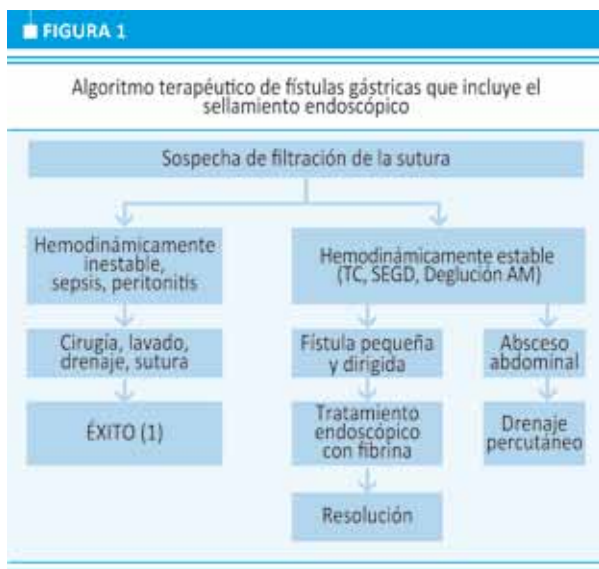 FIGURA 1
Algoritmo terapéutico de fístulas gástricas que incluye el
sellamiento endoscópico
Sospecha de filtración de la sutura
Hemodinámicamente
inestable,
sepsis, peritonitis
Hemodinámicamente estable
(TC, SEGD, Deglución AM)
Cirugía, lavado,
drenaje, sutura
Fístula pequeña
y dirigida
Absceso
abdominal
ÉXITO (1)
Tratamiento
endoscópico
con fibrina
Drenaje
percutáneo
Resolución